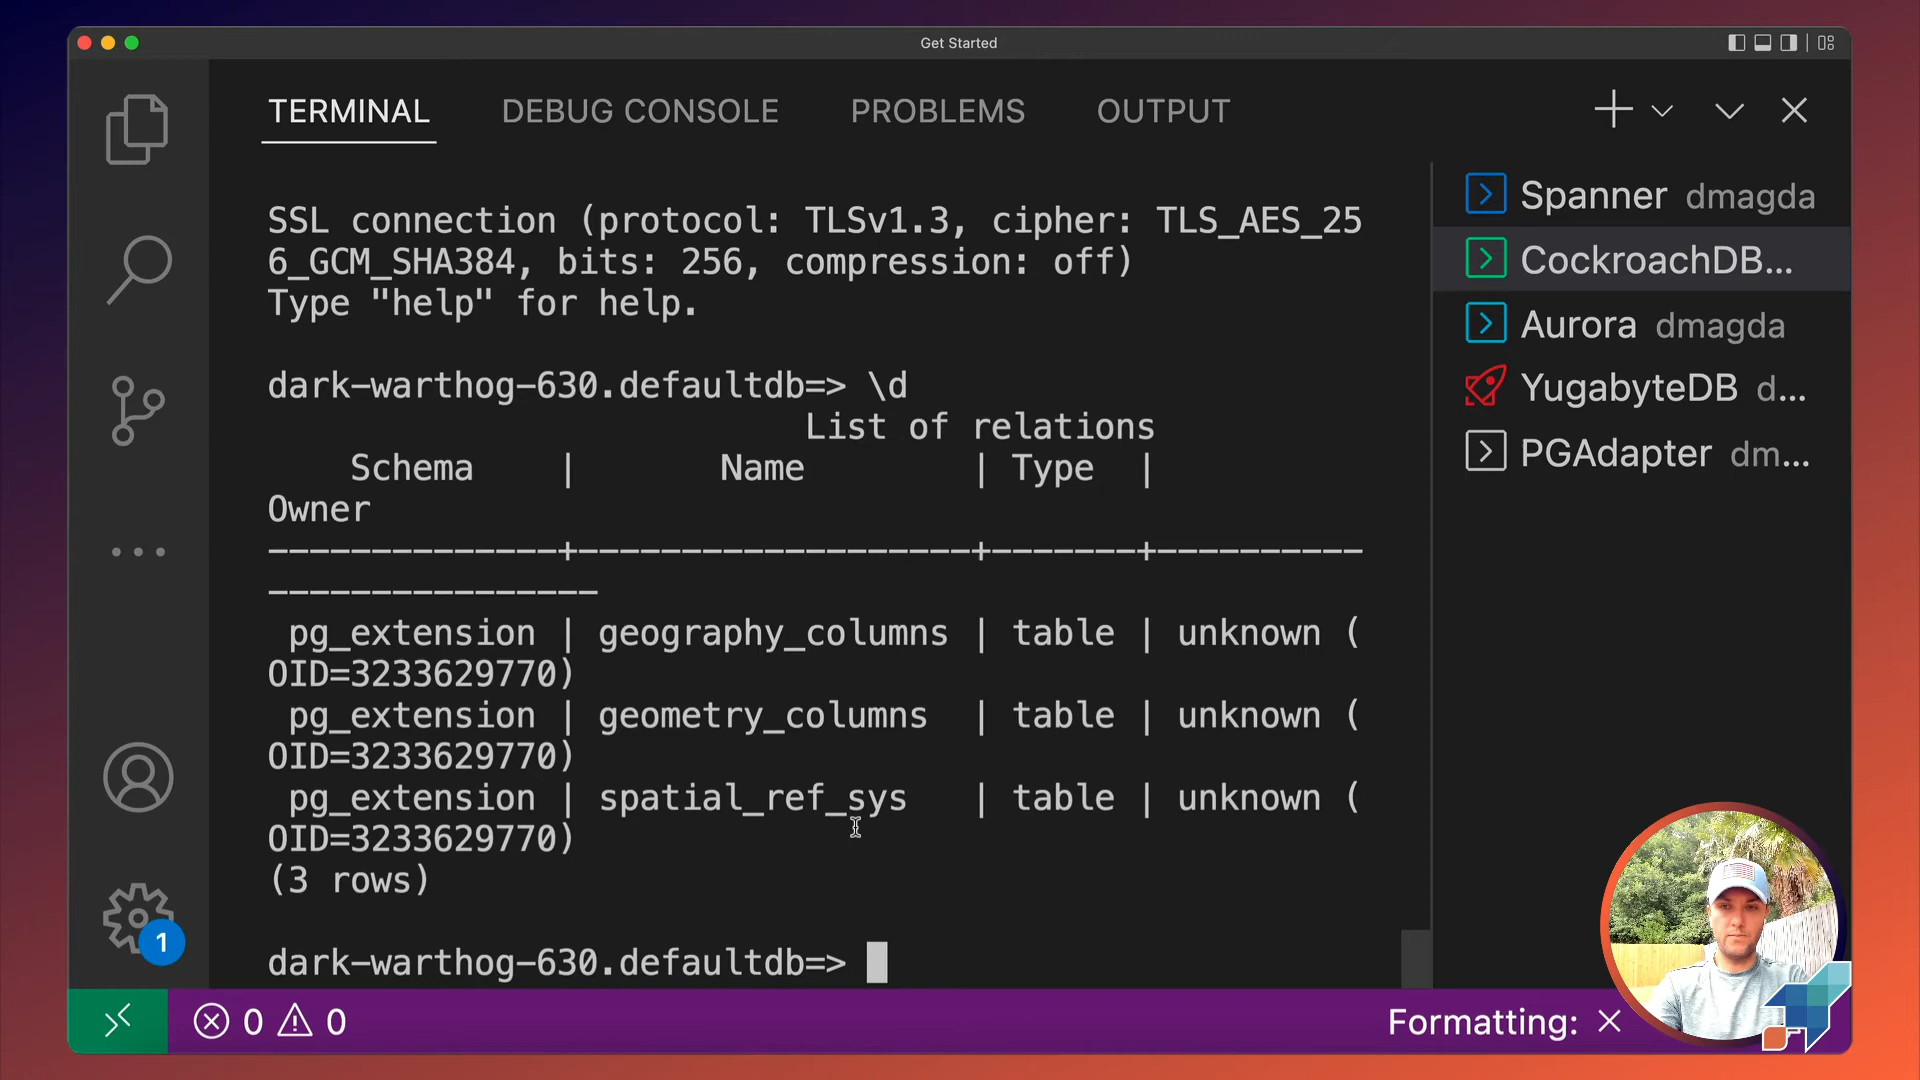 Get Started
TERMINAL DEBUG CONSOLE PROBLEMS OUTPUT
SSL connection (protocol: TLSv1.3, cipher: TLS_AES_25
6_GCM_SHA384, bits: 256, compression: off)
Type "help" for help.
dark-warthog-630.defaultdb=> \d
List of relations
Schema | Name | Type |
Owner
--------------+-------------------+-------+----------
----------------
pg_extension | geography_columns | table | unknown (
OID=3233629770)
pg_extension | geometry_columns | table | unknown (
OID=3233629770)
pg_extension | spatial_ref_sys | table | unknown (
OID=3233629770)
(3 rows)
dark-warthog-630.defaultdb=>
Spanner dmagda
CockroachDB...
Aurora dmagda
YugabyteDB d...
PGAdapter dm...
1
0 0
Formatting: ×